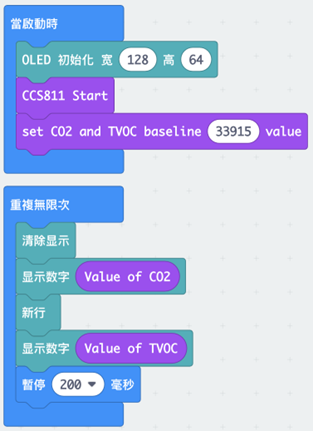 當啟動時
OLED 初始化 宽 128 高 64
CCS811 Start
set CO2 and TVOC baseline 33915 value
重複無限次
清除显示
显示数字 Value of CO2
新行
显示数字 Value of TVOC
暫停 200 毫秒